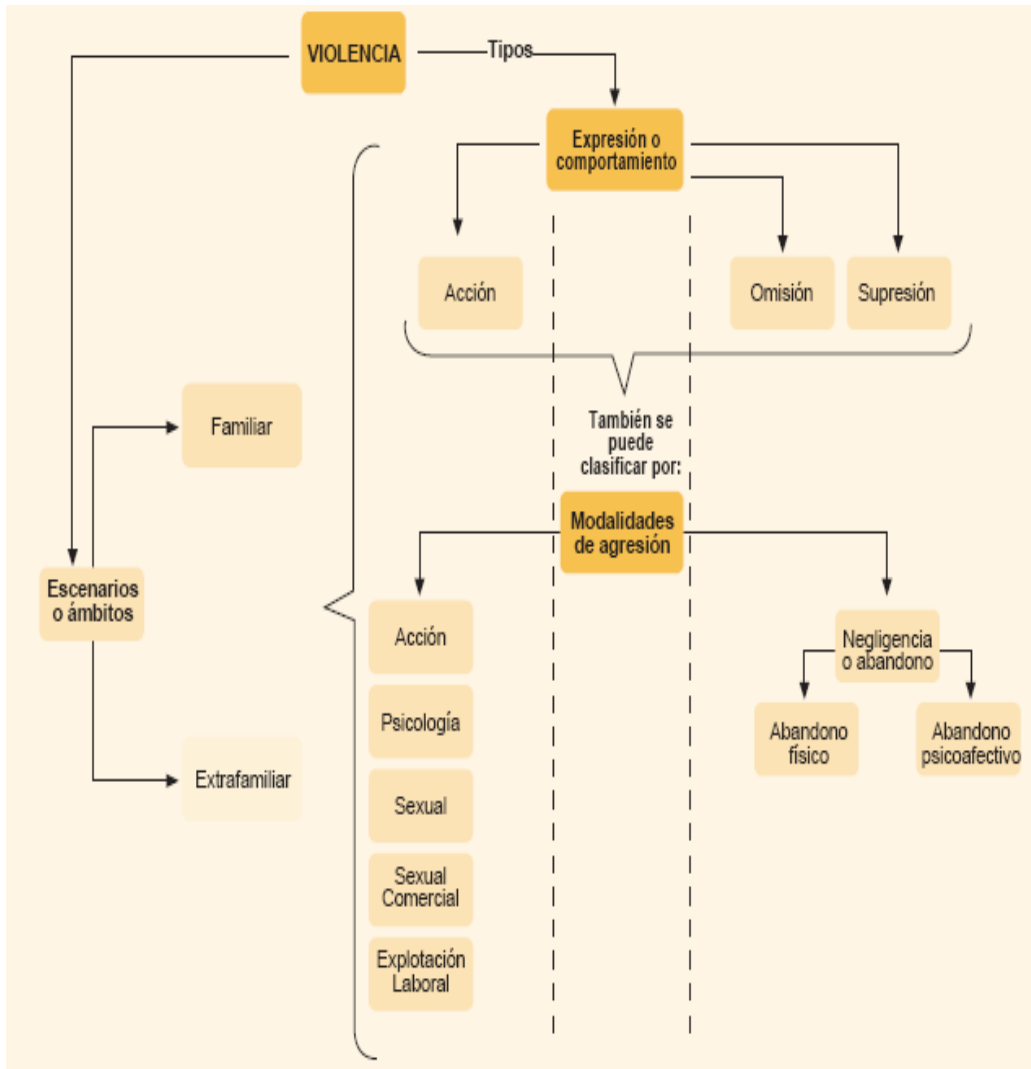 VIOLENCIA
Tipos
Expresión o
comportamiento
Acción
Omisión
Supresión
También se
puede
clasificar por:
Modalidades
de agresión
Familiar
Escenarios
o ámbitos
Extrafamiliar
Acción
Psicología
Sexual
Sexual
Comercial
Explotación
Laboral
Negligencia
o abandono
Abandono
físico
Abandono
psicoafectivo